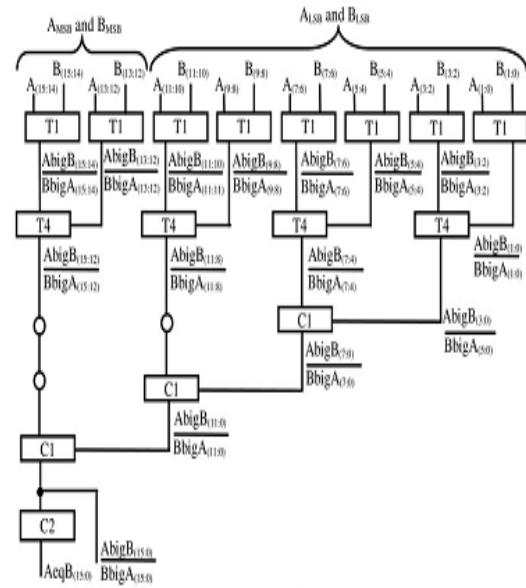 A_MSB and B_MSB
A_LSB and B_LSB
B(15:14) B(13:12) B(11:10) B(9:8) B(7:6) B(5:4) B(3:2) B(1:0)
A(15:14) A(13:12) A(11:10) A(9:8) A(7:6) A(5:4) A(3:2) A(1:0)
T1 T1 T1 T1 T1 T1 T1 T1
AbigB(15:14) AbigB(13:12) AbigB(11:10) AbigB(9:8) AbigB(7:6) AbigB(5:4) AbigB(3:2)
BbigA(15:14) BbigA(13:12) BbigA(11:11) BbigA(9:8) BbigA(7:6) BbigA(5:4) BbigA(3:2)
T4 T4 T4 T4
AbigB(1:0)
BbigA(1:0)
AbigB(15:12) AbigB(11:8) AbigB(7:4)
BbigA(15:12) BbigA(11:8) BbigA(7:4)
C1
AbigB(3:0)
BbigA(5:0)
AbigB(7:0)
BbigA(7:0)
C1
AbigB(11:0)
BbigA(11:0)
C1
C2
AbigB(15:0)
BbigA(15:0)
AcqB(15:0)